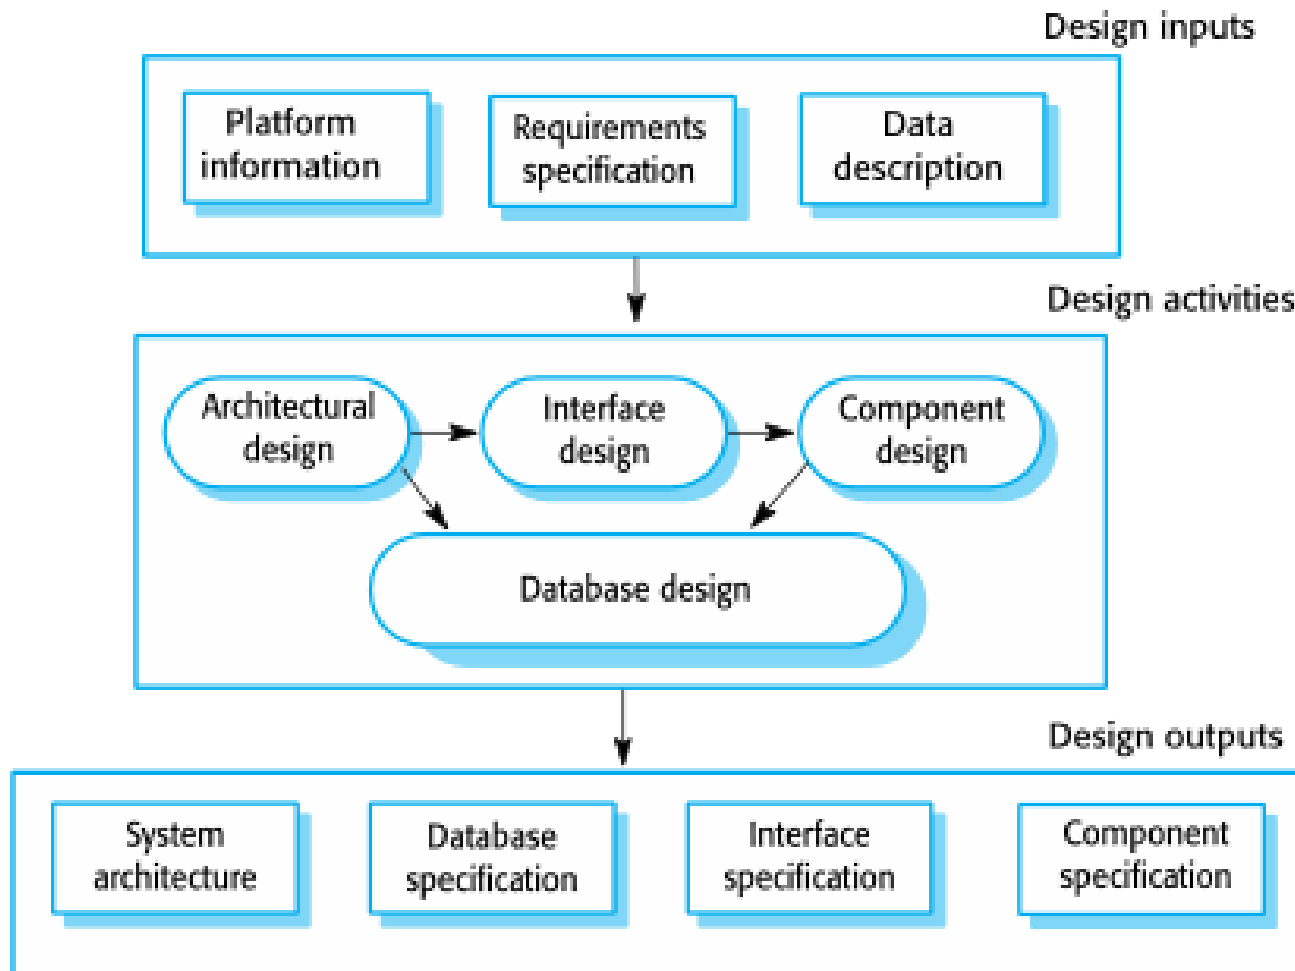 Design inputs
Platform
information
Requirements
specification
Data
description
Design activities
Architectural
design
Interface
design
Component
design
Database design
Design outputs
System
architecture
Database
specification
Interface
specification
Component
specification